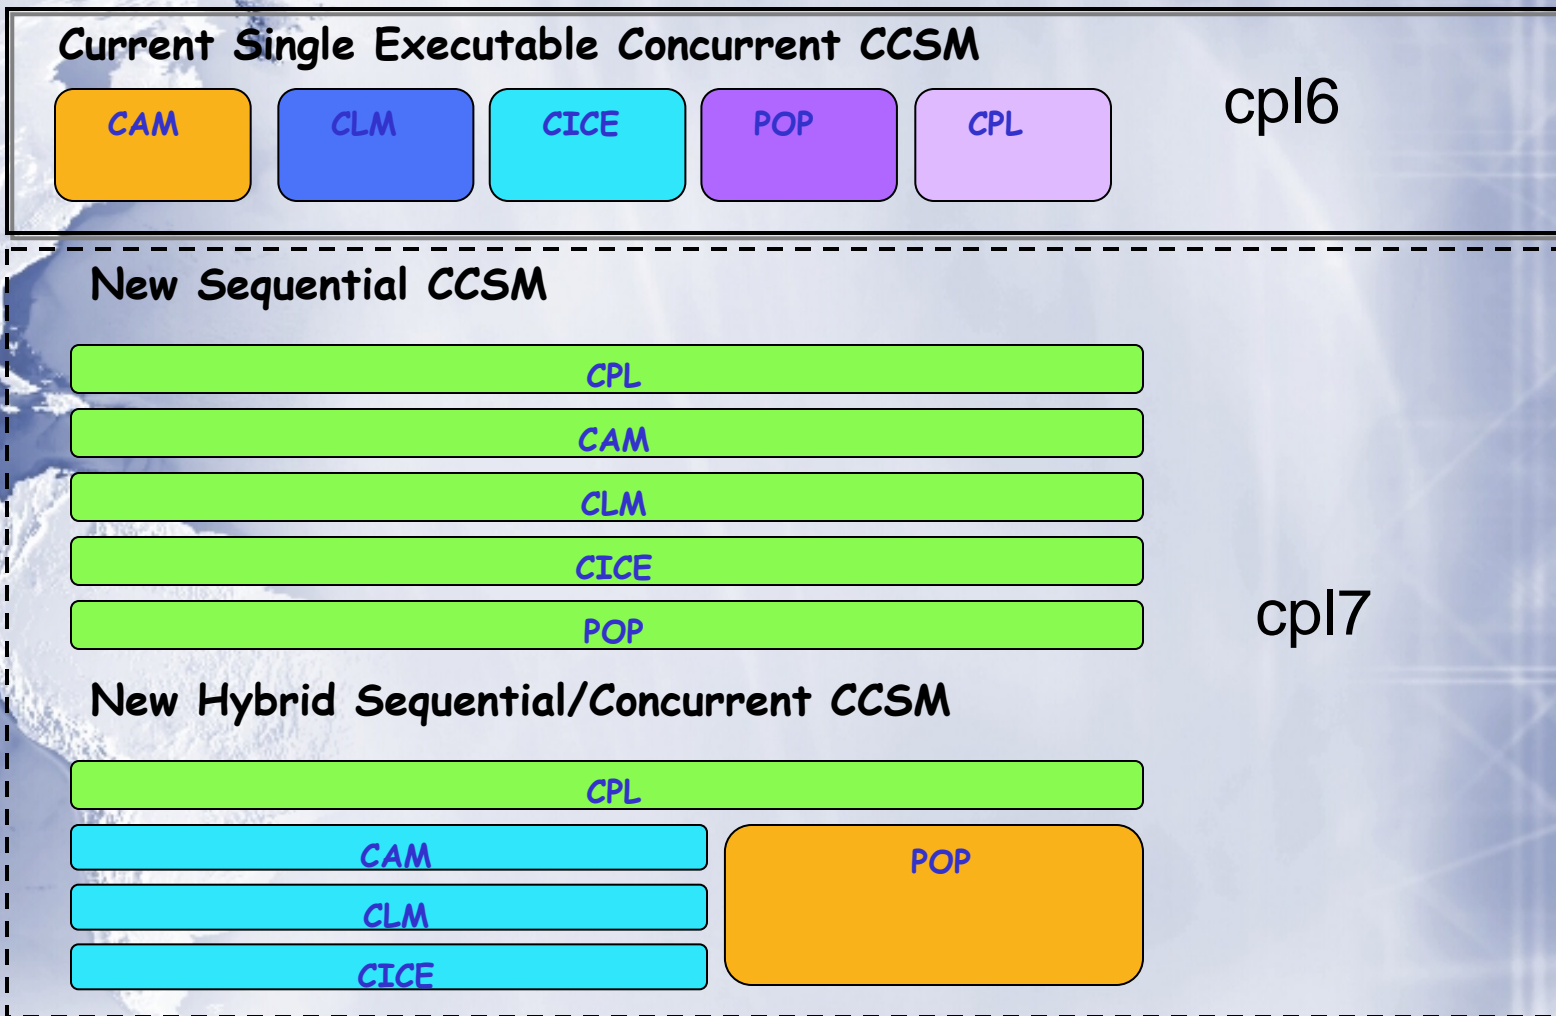 Current Single Executable Concurrent CCSM
cpl6
CAM
CLM
CICE
POP
CPL
New Sequential CCSM
CPL
CAM
CLM
CICE
POP
cpl7
New Hybrid Sequential/Concurrent CCSM
CPL
CAM
POP
CLM
CICE